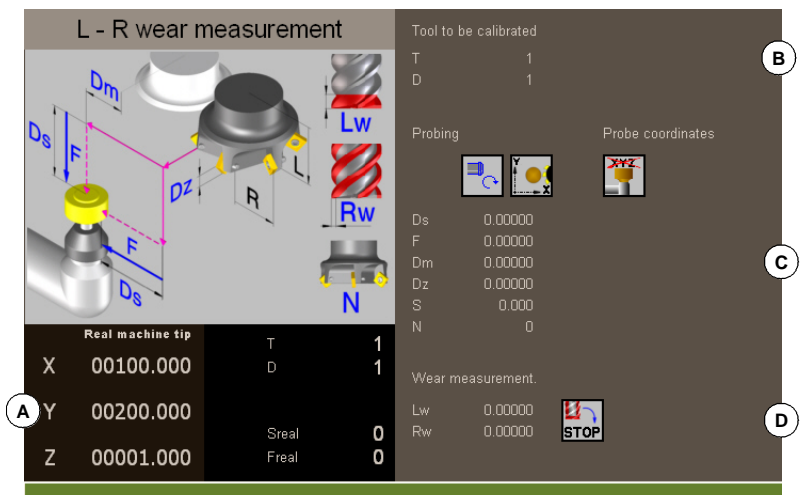 L - R wear measurement
Dm
Ds
F
Dz
R
L
F
Ds
Lw
Rw
N
Real machine tip
X 00100.000
Y 00200.000
Z 00001.000
T 1
D 1
Sreal 0
Freal 0
A
Tool to be calibrated
T 1
D 1
B
Probing
Probe coordinates
Y
X
XYZ
Ds 0.00000
F 0.00000
Dm 0.00000
Dz 0.00000
S 0.000
N 0
C
Wear measurement.
Lw 0.00000
Rw 0.00000
STOP
D